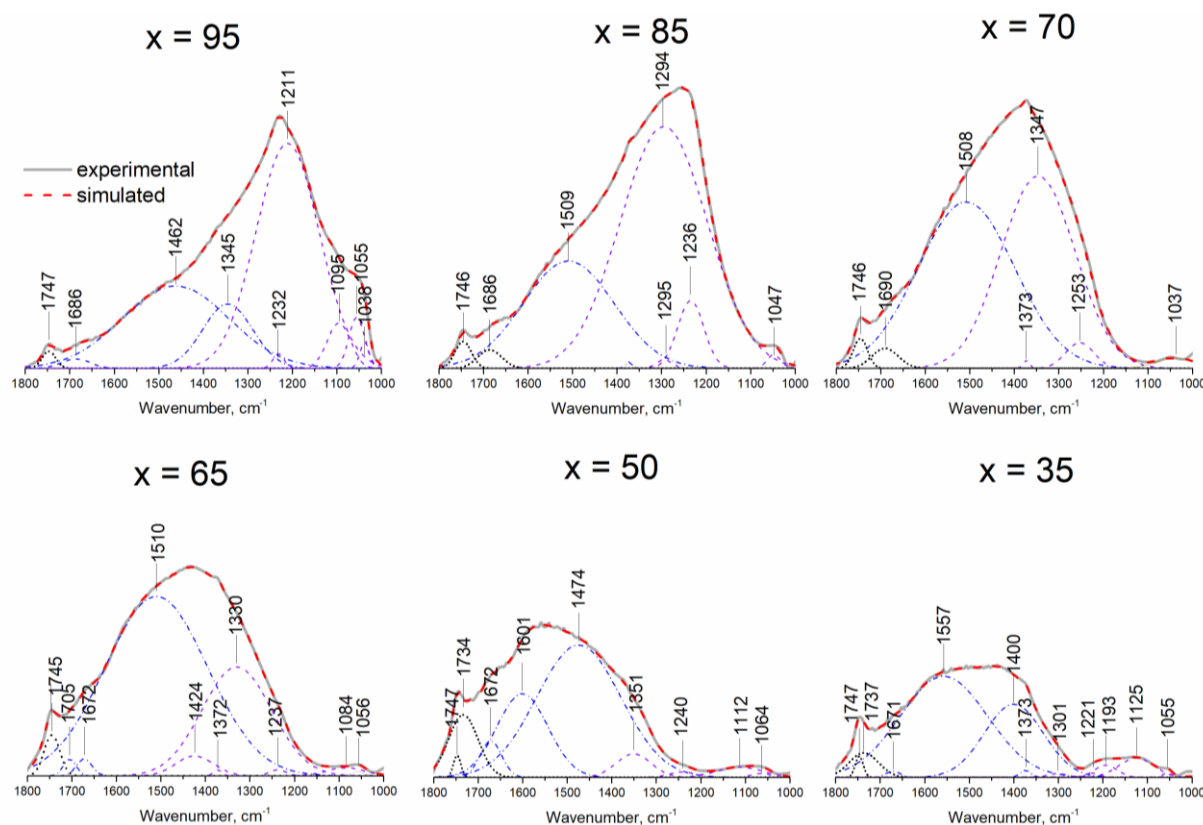 x = 95
x = 85
x = 70
experimental
simulated
1747
1686
1462
1345
1211
1232
1095
1055
1038
1800 1700 1600 1500 1400 1300 1200 1100 1000
Wavenumber, cm-1
1746
1686
1509
1294
1295
1236
1047
1800 1700 1600 1500 1400 1300 1200 1100 1000
Wavenumber, cm-1
1746
1690
1508
1373
1347
1253
1037
1800 1700 1600 1500 1400 1300 1200 1100 1000
Wavenumber, cm-1
x = 65
x = 50
x = 35
1745
1705
1672
1510
1424
1372
1330
1237
1084
1056
1800 1700 1600 1500 1400 1300 1200 1100 1000
Wavenumber, cm-1
1747
1734
1672
1601
1474
1351
1240
1112
1064
1800 1700 1600 1500 1400 1300 1200 1100 1000
Wavenumber, cm-1
1747
1737
1671
1557
1400
1373
1301
1221
1193
1125
1055
1800 1700 1600 1500 1400 1300 1200 1100 1000
Wavenumber, cm-1